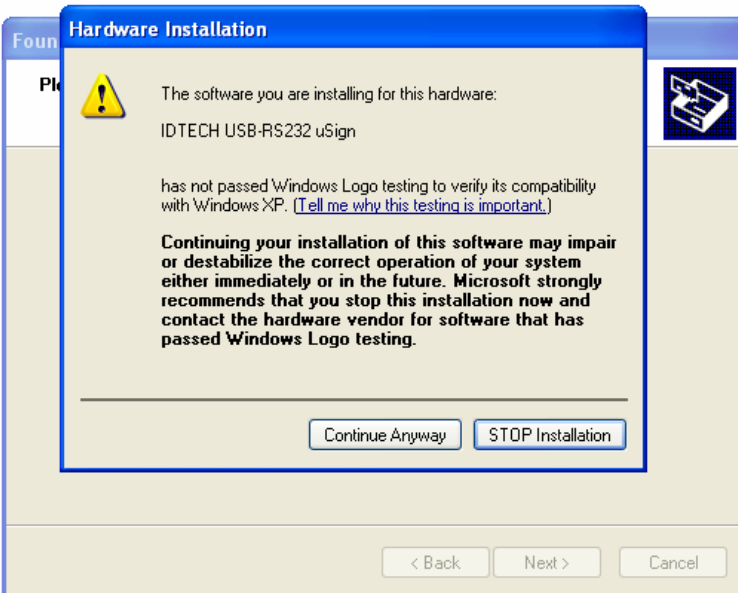 Hardware Installation
Foun
Ple
The software you are installing for this hardware:
IDTECH USB-RS232 uSign
has not passed Windows Logo testing to verify its compatibility
with Windows XP. (Tell me why this testing is important.)
Continuing your installation of this software may impair
or destabilize the correct operation of your system
either immediately or in the future. Microsoft strongly
recommends that you stop this installation now and
contact the hardware vendor for software that has
passed Windows Logo testing.
Continue Anyway STOP Installation
< Back Next > Cancel